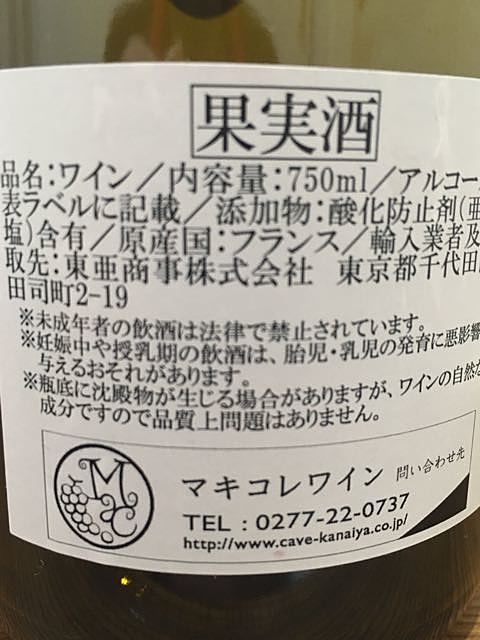 果実酒
品名:ワイン／内容量:750ml／アルコー
表ラベルに記載／添加物:酸化防止剤(亜
塩)含有／原産国:フランス／輸入業者及
取先:東亜商事株式会社 東京都千代田
田司町2-19
※未成年者の飲酒は法律で禁止されています。
※妊娠中や授乳期の飲酒は、胎児・乳児の発育に悪影響
与えるおそれがあります。
※瓶底に沈殿物が生じる場合がありますが、ワインの自然な
成分ですので品質上問題はありません。
MC
マキコレワイン 問い合わせ先
TEL : 0277-22-0737
http://www.cave-kanaiya.co.jp/